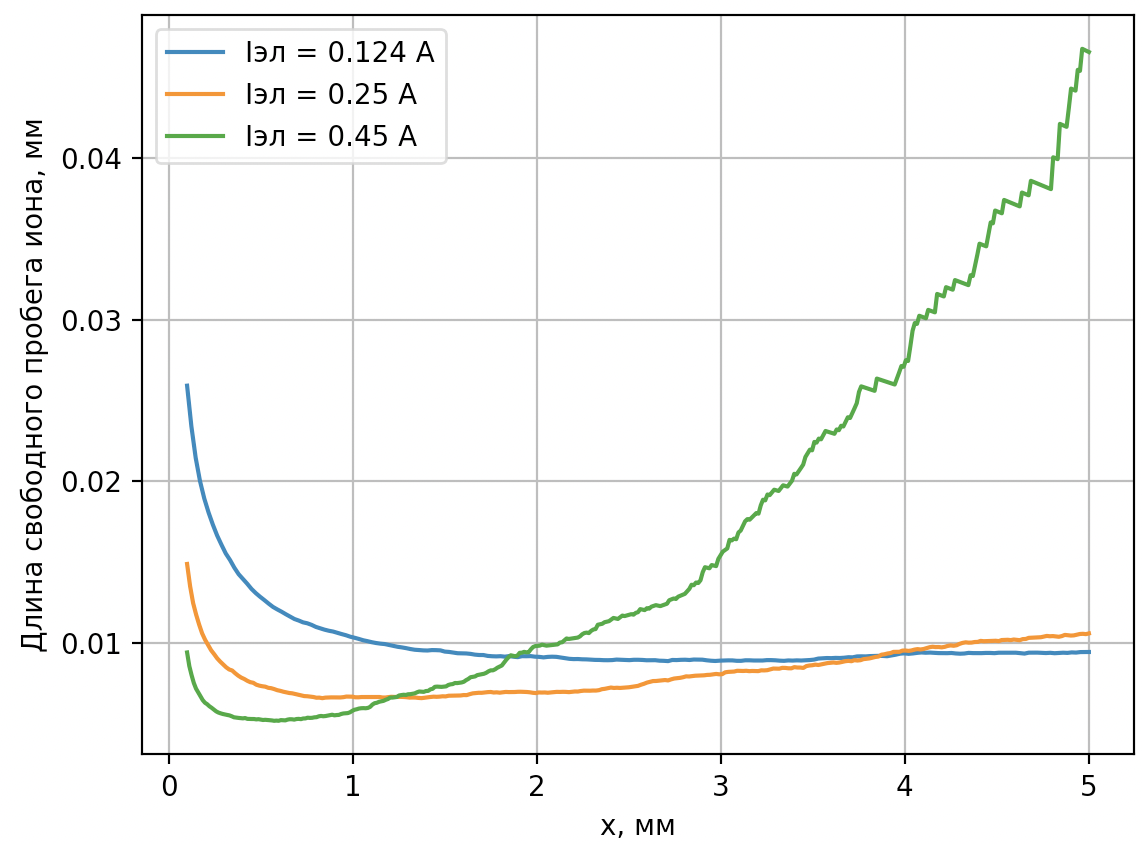 Iэл = 0.124 А
Iэл = 0.25 А
Iэл = 0.45 А
Длина свободного пробега иона, мм
0.04
0.03
0.02
0.01
0
1
2
3
4
5
x, мм